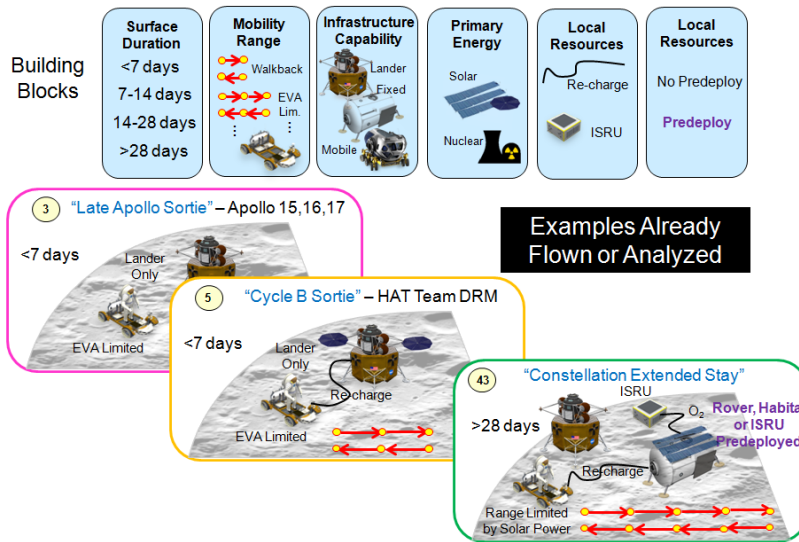 Building
Blocks
Surface
Duration
<7 days
7-14 days
14-28 days
>28 days
Mobility
Range
Walkback
EVA
Lim.
Infrastructure
Capability
Lander
Fixed
Mobile
Primary
Energy
Solar
Nuclear
Local
Resources
Re-charge
ISRU
Local
Resources
No Predeploy
Predeploy
3
“Late Apollo Sortie” – Apollo 15,16,17
<7 days
Lander
Only
EVA Limited
Examples Already
Flown or Analyzed
5
“Cycle B Sortie” – HAT Team DRM
<7 days
Lander
Only
Re-charge
EVA Limited
43
“Constellation Extended Stay”
ISRU
>28 days
O2
Rover, Habita
or ISRU
Predeployed
Re-charge
Range Limited
by Solar Power